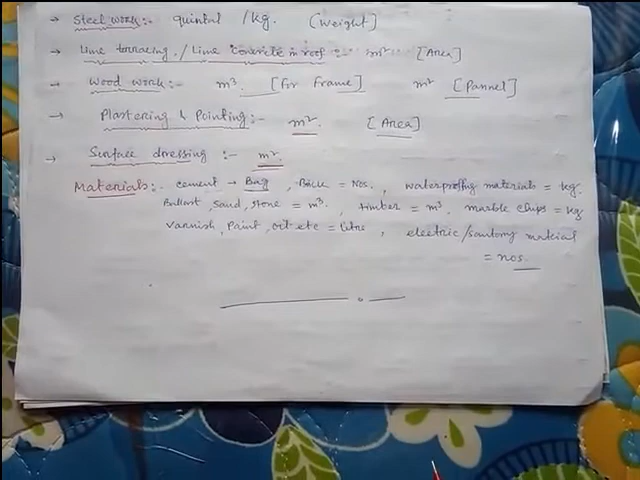 → Steel work:- quintal /kg. (Weight]
→ Lime terracing./Lime concrete in roof :- m² [Area]
→ Wood work:- m³ [For Frame] m² [Pannel]
→ Plastering & Pointing:- m² [Area]
→ Surface dressing :- m².
Materials:- cement → Bag, Brick = Nos., waterproofing materials = kg.
Ballast, sand, stone = m³, timber = m³. marble chips = kg
Varnish, Paint, oil etc = litre, electric/sanitary material
= nos.